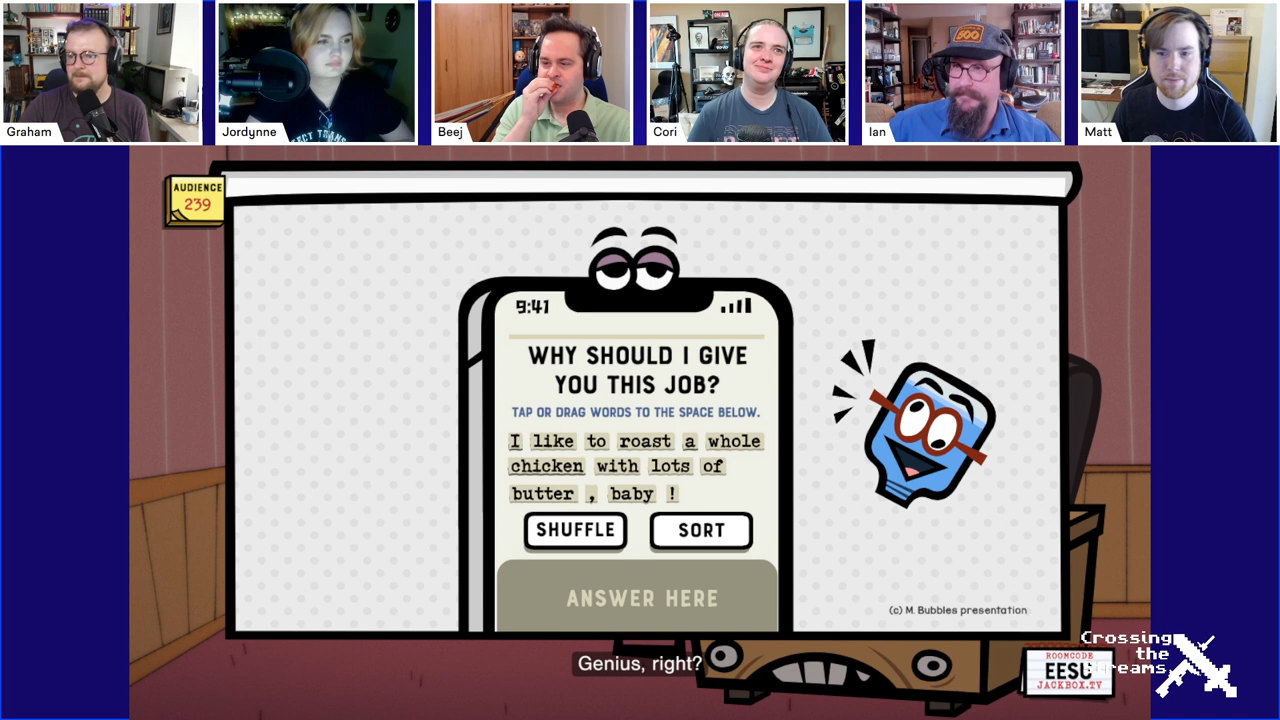 Graham
Jordynne
Beej
Cori
Ian
Matt
AUDIENCE
239
9:41
WHY SHOULD I GIVE
YOU THIS JOB?
TAP OR DRAG WORDS TO THE SPACE BELOW.
I like to roast a whole
chicken with lots of
butter , baby !
SHUFFLE
SORT
ANSWER HERE
(c) M. Bubbles presentation
Genius, right?
Crossing
the
Streams
ROOMCODE
EESU
JACKBOX.TV